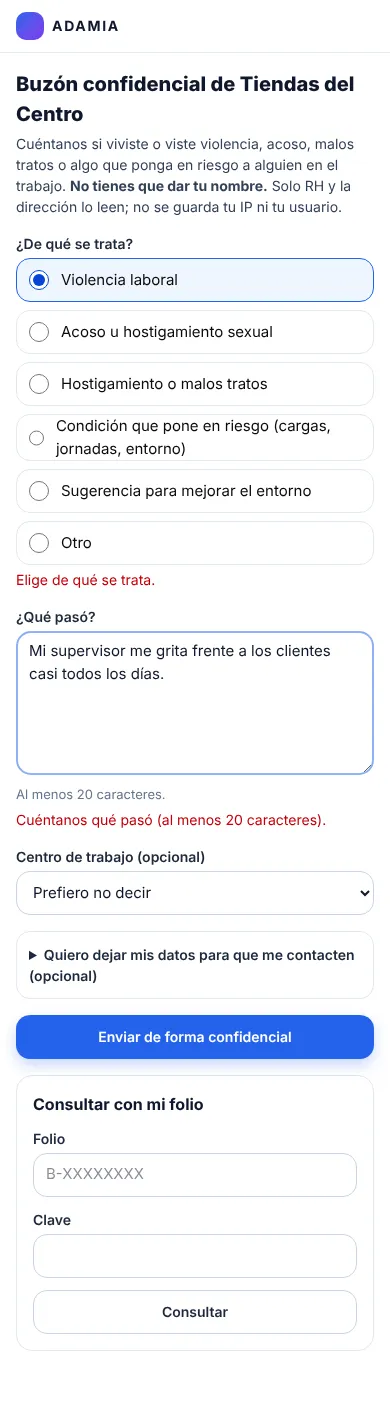 ADAMIA
Buzón confidencial de Tiendas del
Centro
Cuéntanos si viviste o viste violencia, acoso, malos
tratos o algo que ponga en riesgo a alguien en el
trabajo. No tienes que dar tu nombre. Solo RH y la
dirección lo leen; no se guarda tu IP ni tu usuario.
¿De qué se trata?
Violencia laboral
Acoso u hostigamiento sexual
Hostigamiento o malos tratos
Condición que pone en riesgo (cargas,
jornadas, entorno)
Sugerencia para mejorar el entorno
Otro
Elige de qué se trata.
¿Qué pasó?
Mi supervisor me grita frente a los clientes
casi todos los días.
Al menos 20 caracteres.
Cuéntanos qué pasó (al menos 20 caracteres).
Centro de trabajo (opcional)
Prefiero no decir
Quiero dejar mis datos para que me contacten
(opcional)
Enviar de forma confidencial
Consultar con mi folio
Folio
B-XXXXXXXX
Clave
Consultar